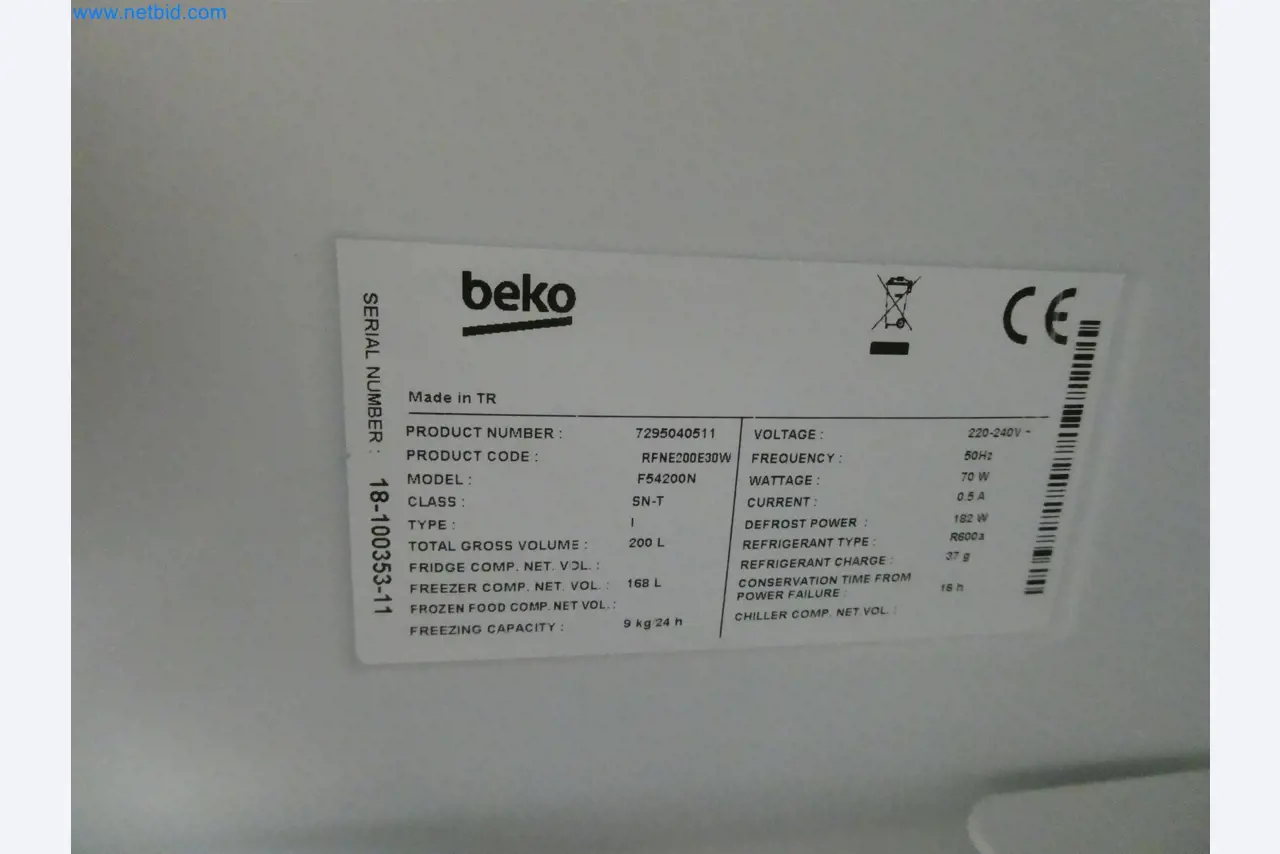 www.netbid.com
beko
CE
SERIAL NUMBER : 18-100353-11
Made in TR
PRODUCT NUMBER : 7295040511
PRODUCT CODE : RFNE200E30W
MODEL : F54200N
CLASS : SN-T
TYPE : I
TOTAL GROSS VOLUME : 200 L
FRIDGE COMP. NET. VOL. :
FREEZER COMP. NET. VOL. : 168 L
FROZEN FOOD COMP. NET VOL. :
FREEZING CAPACITY : 9 kg/24 h
VOLTAGE : 220-240V ~
FREQUENCY : 50Hz
WATTAGE : 70 W
CURRENT : 0.5 A
DEFROST POWER : 182 W
REFRIGERANT TYPE : R600a
REFRIGERANT CHARGE : 37 g
CONSERVATION TIME FROM
POWER FAILURE : 18 h
CHILLER COMP. NET VOL. :